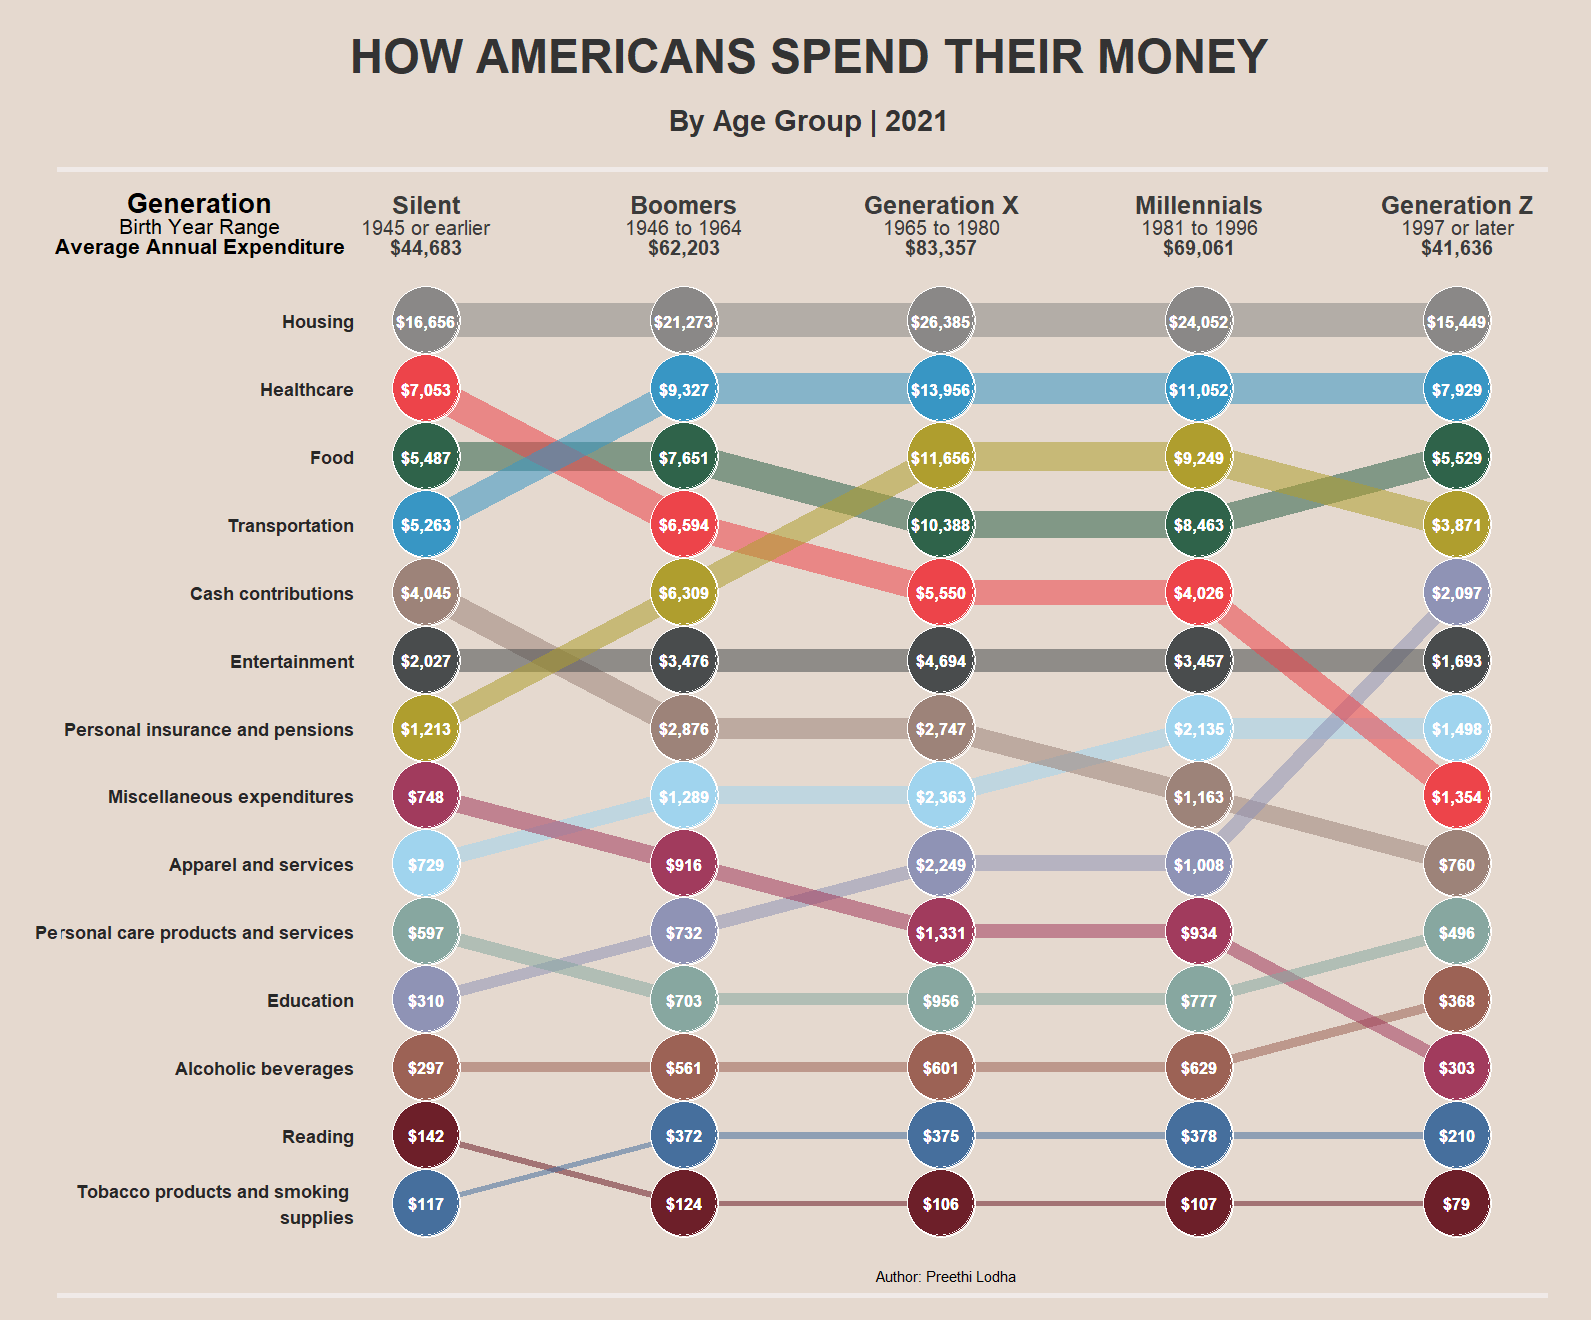 HOW AMERICANS SPEND THEIR MONEY
By Age Group | 2021
Generation Silent Boomers Generation X Millennials Generation Z
Birth Year Range 1945 or earlier 1946 to 1964 1965 to 1980 1981 to 1996 1997 or later
Average Annual Expenditure $44,683 $62,203 $83,357 $69,061 $41,636
Housing $16,656 $21,273 $26,385 $24,052 $15,449
Healthcare $7,053 $9,327 $13,956 $11,052 $7,929
Food $5,487 $7,651 $11,656 $9,249 $5,529
Transportation $5,263 $6,594 $10,388 $8,463 $3,871
Cash contributions $4,045 $6,309 $5,550 $4,026 $2,097
Entertainment $2,027 $3,476 $4,694 $3,457 $1,693
Personal insurance and pensions $1,213 $2,876 $2,747 $2,135 $1,498
Miscellaneous expenditures $748 $1,289 $2,363 $1,163 $1,354
Apparel and services $729 $916 $2,249 $1,008 $760
Personal care products and services $597 $732 $1,331 $934 $496
Education $310 $703 $956 $777 $368
Alcoholic beverages $297 $561 $601 $629 $303
Reading $142 $372 $375 $378 $210
Tobacco products and smoking
supplies $117 $124 $106 $107 $79
Author: Preethi Lodha